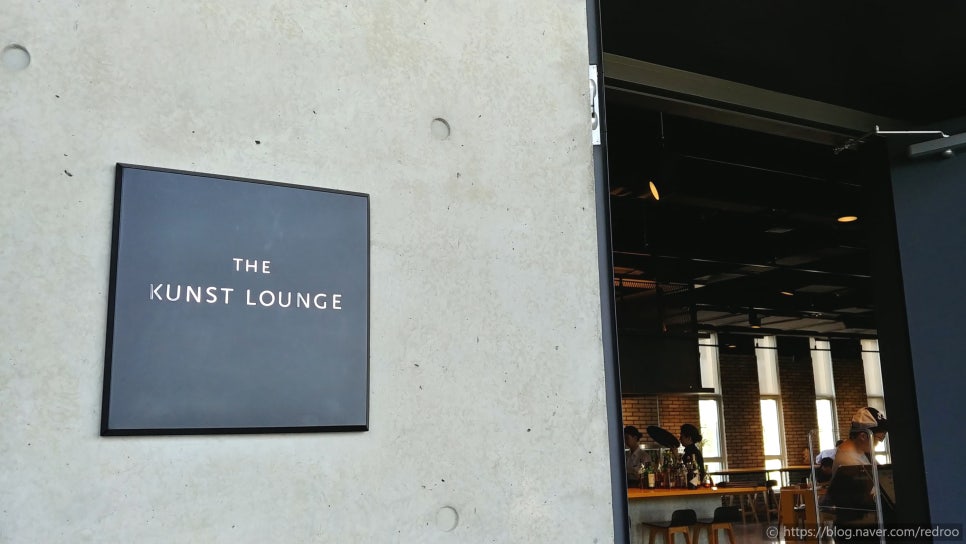 THE
KUNST LOUNGE
© https://blog.naver.com/redroo